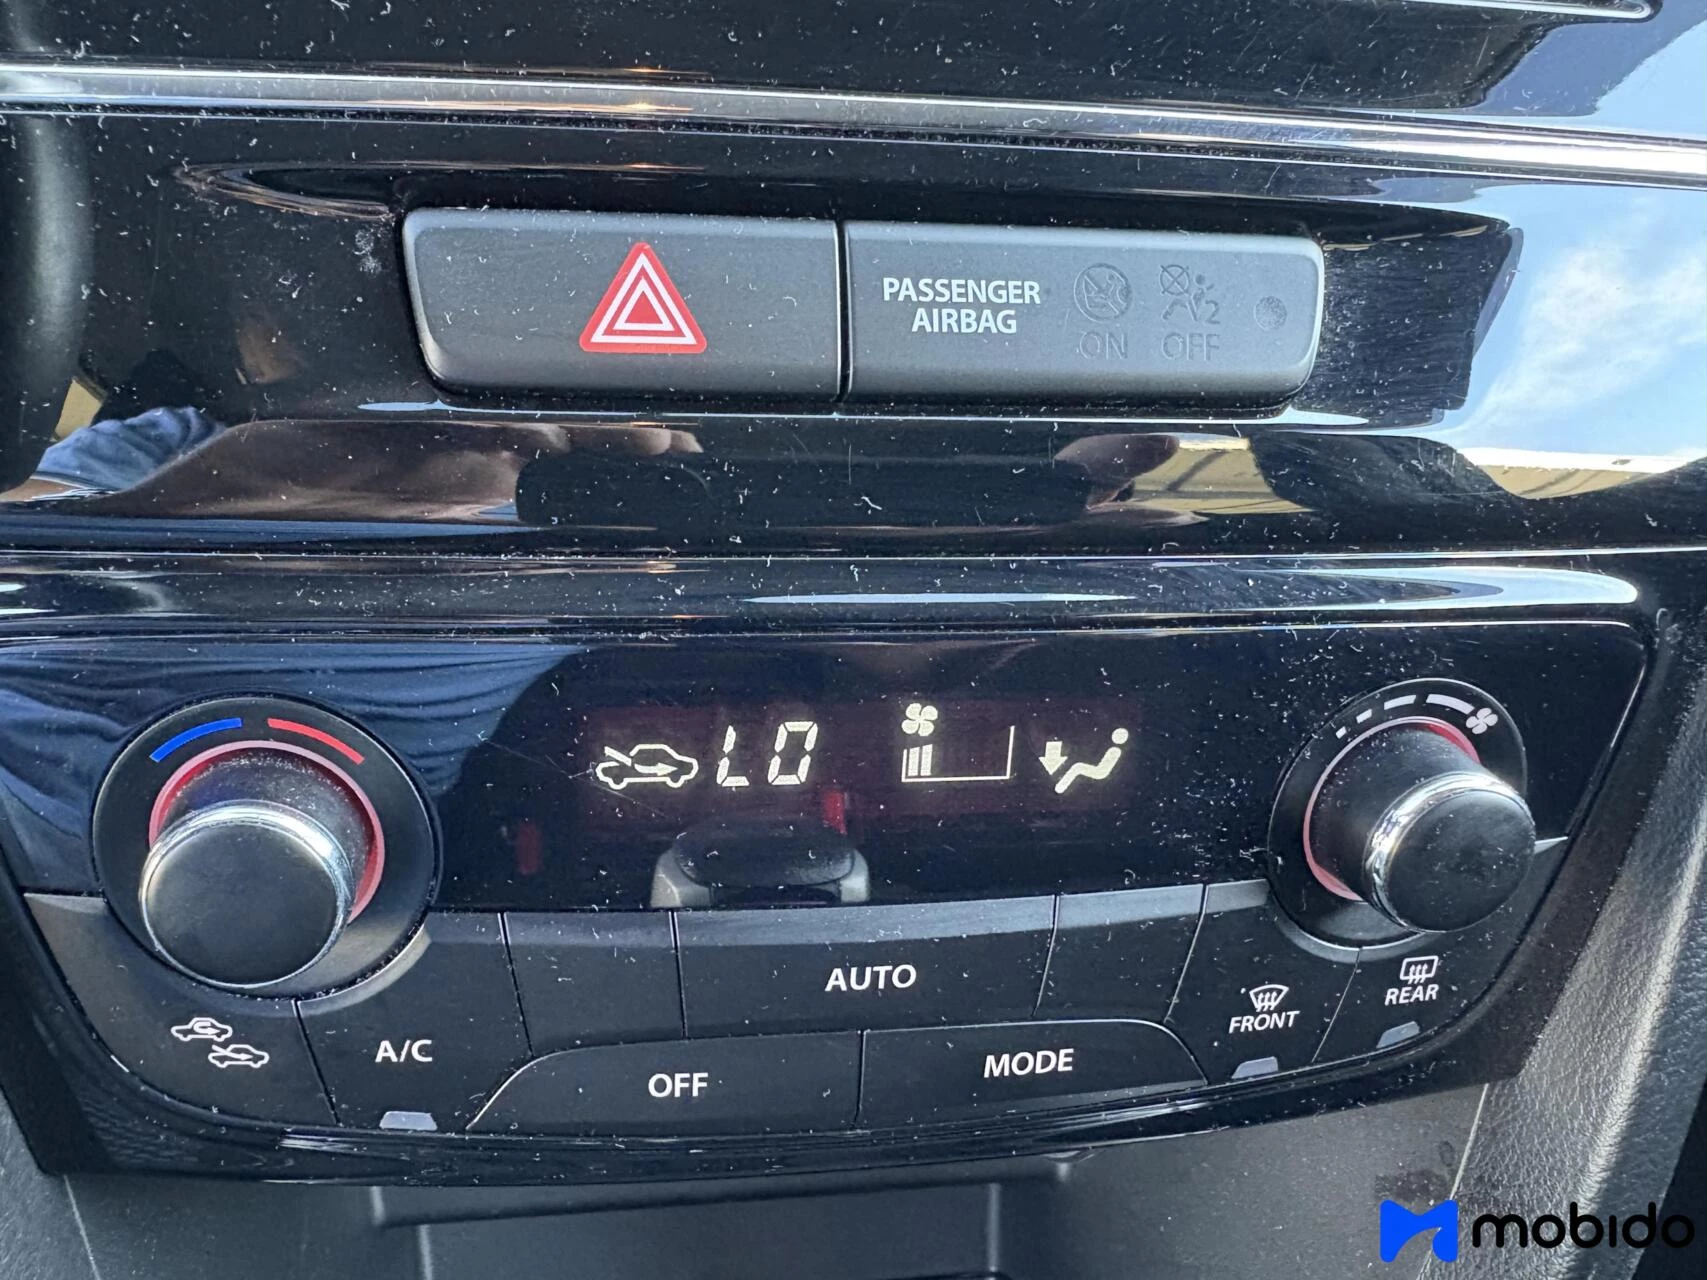 PASSENGER
AIRBAG
ON OFF
2
LO
AUTO
A/C
OFF
MODE
FRONT
REAR
mobido